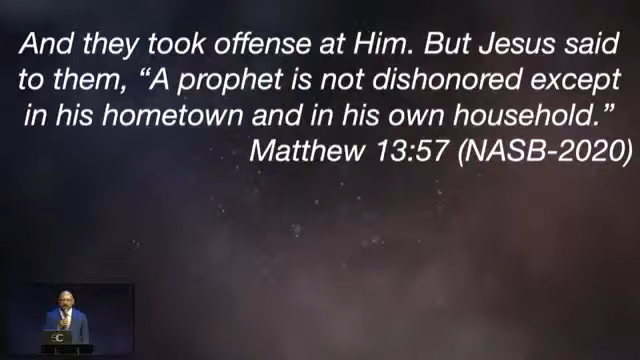 And they took offense at Him. But Jesus said
to them, “A prophet is not dishonored except
in his hometown and in his own household.”
Matthew 13:57 (NASB-2020)